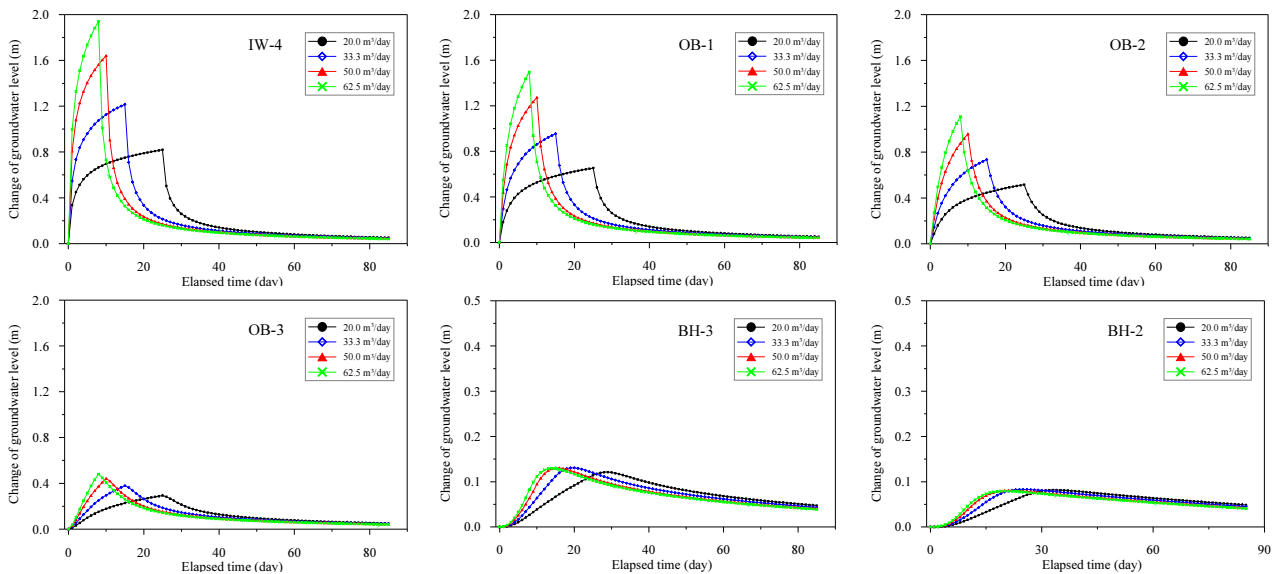 Change of groundwater level (m)
2.0
1.6
1.2
0.8
0.4
0.0
IW-4
20.0 m³/day
33.3 m³/day
50.0 m³/day
62.5 m³/day
0 20 40 60 80
Elapsed time (day)
Change of groundwater level (m)
2.0
1.6
1.2
0.8
0.4
0.0
OB-1
20.0 m³/day
33.3 m³/day
50.0 m³/day
62.5 m³/day
0 20 40 60 80
Elapsed time (day)
Change of groundwater level (m)
2.0
1.6
1.2
0.8
0.4
0.0
OB-2
20.0 m³/day
33.3 m³/day
50.0 m³/day
62.5 m³/day
0 20 40 60 80
Elapsed time (day)
Change of groundwater level (m)
2.0
1.6
1.2
0.8
0.4
0.0
OB-3
20.0 m³/day
33.3 m³/day
50.0 m³/day
62.5 m³/day
0 20 40 60 80
Elapsed time (day)
Change of groundwater level (m)
0.5
0.4
0.3
0.2
0.1
0.0
BH-3
20.0 m³/day
33.3 m³/day
50.0 m³/day
62.5 m³/day
0 20 40 60 80
Elapsed time (day)
Change of groundwater level (m)
0.5
0.4
0.3
0.2
0.1
0.0
BH-2
20.0 m³/day
33.3 m³/day
50.0 m³/day
62.5 m³/day
0 30 60 90
Elapsed time (day)